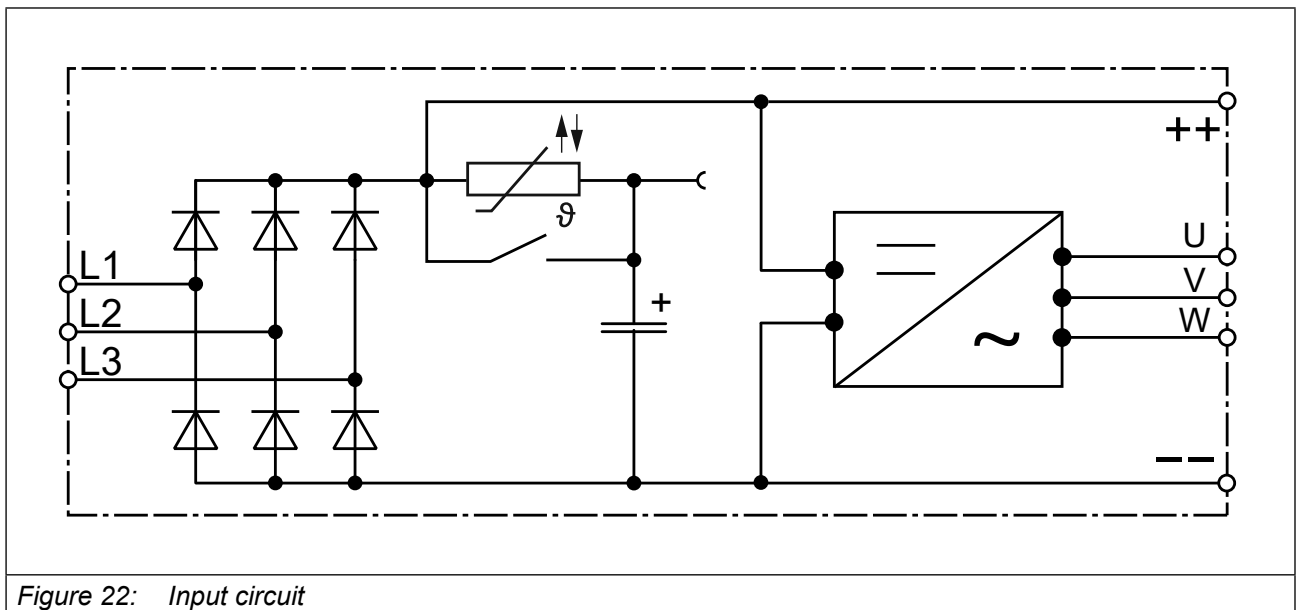 ++
ϑ
+
L1
L2
L3
U
V
W
~
− −
Figure 22: Input circuit